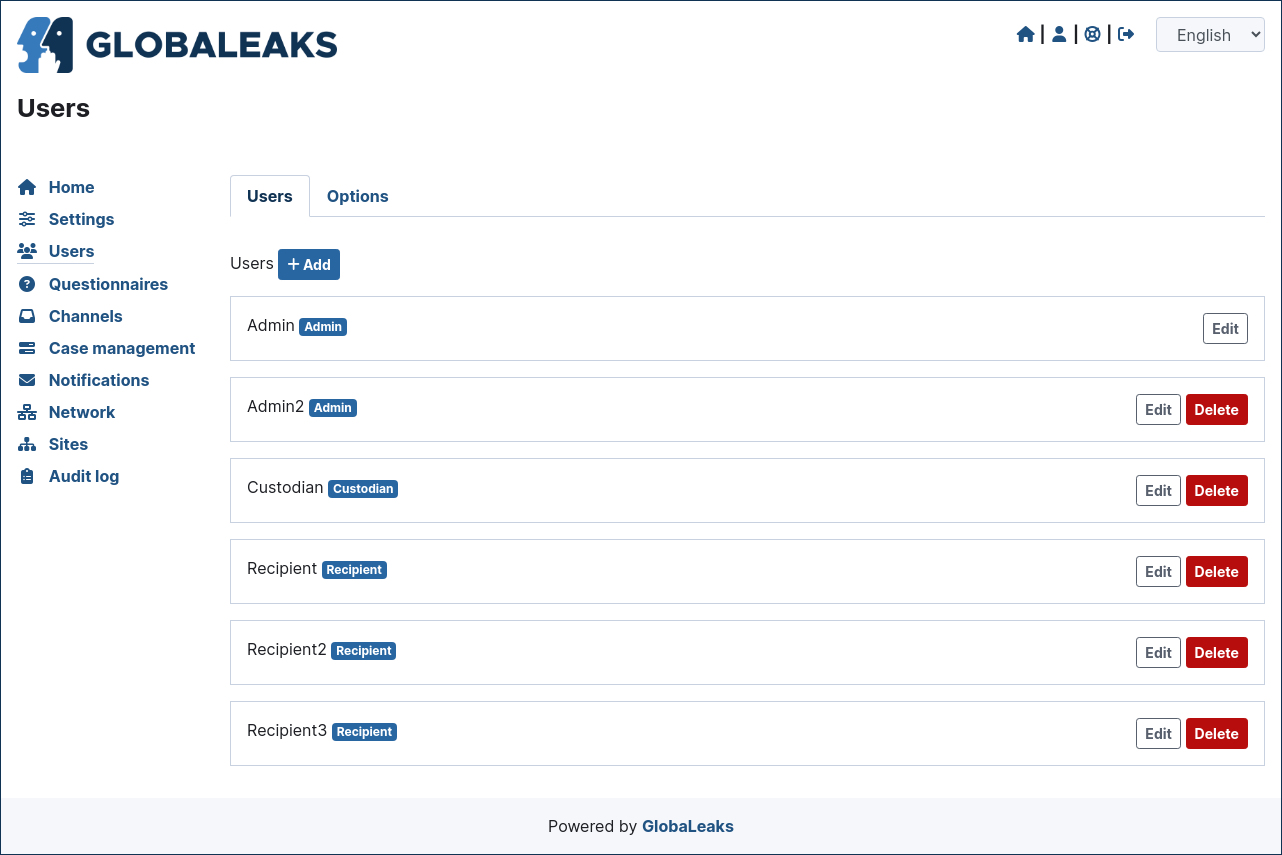 GLOBALEAKS
| | |
English
Users
Home
Settings
Users
Questionnaires
Channels
Case management
Notifications
Network
Sites
Audit log
Users Options
Users + Add
Admin Admin Edit
Admin2 Admin Edit Delete
Custodian Custodian Edit Delete
Recipient Recipient Edit Delete
Recipient2 Recipient Edit Delete
Recipient3 Recipient Edit Delete
Powered by GlobaLeaks